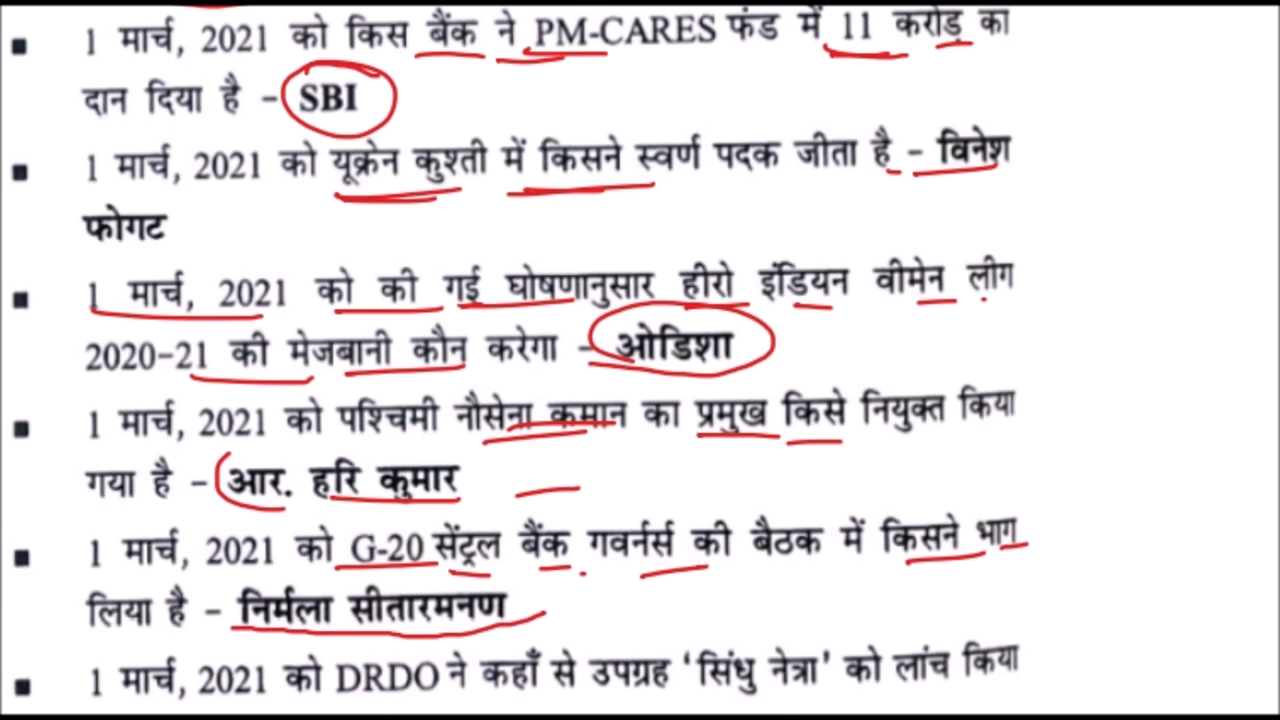 ▪ 1 मार्च, 2021 को किस बैंक ने PM-CARES फंड में 11 करोड़ का
दान दिया है - SBI
▪ 1 मार्च, 2021 को यूक्रेन कुश्ती में किसने स्वर्ण पदक जीता है - विनेश
फोगट
▪ 1 मार्च, 2021 को की गई घोषणानुसार हीरो इंडियन वीमेन लीग
2020-21 की मेजबानी कौन करेगा - ओडिशा
▪ 1 मार्च, 2021 को पश्चिमी नौसेना कमान का प्रमुख किसे नियुक्त किया
गया है - आर. हरि कुमार
▪ 1 मार्च, 2021 को G-20 सेंट्रल बैंक गवर्नर्स की बैठक में किसने भाग
लिया है - निर्मला सीतारमनण
▪ 1 मार्च, 2021 को DRDO ने कहाँ से उपग्रह 'सिंधु नेत्रा' को लांच किया